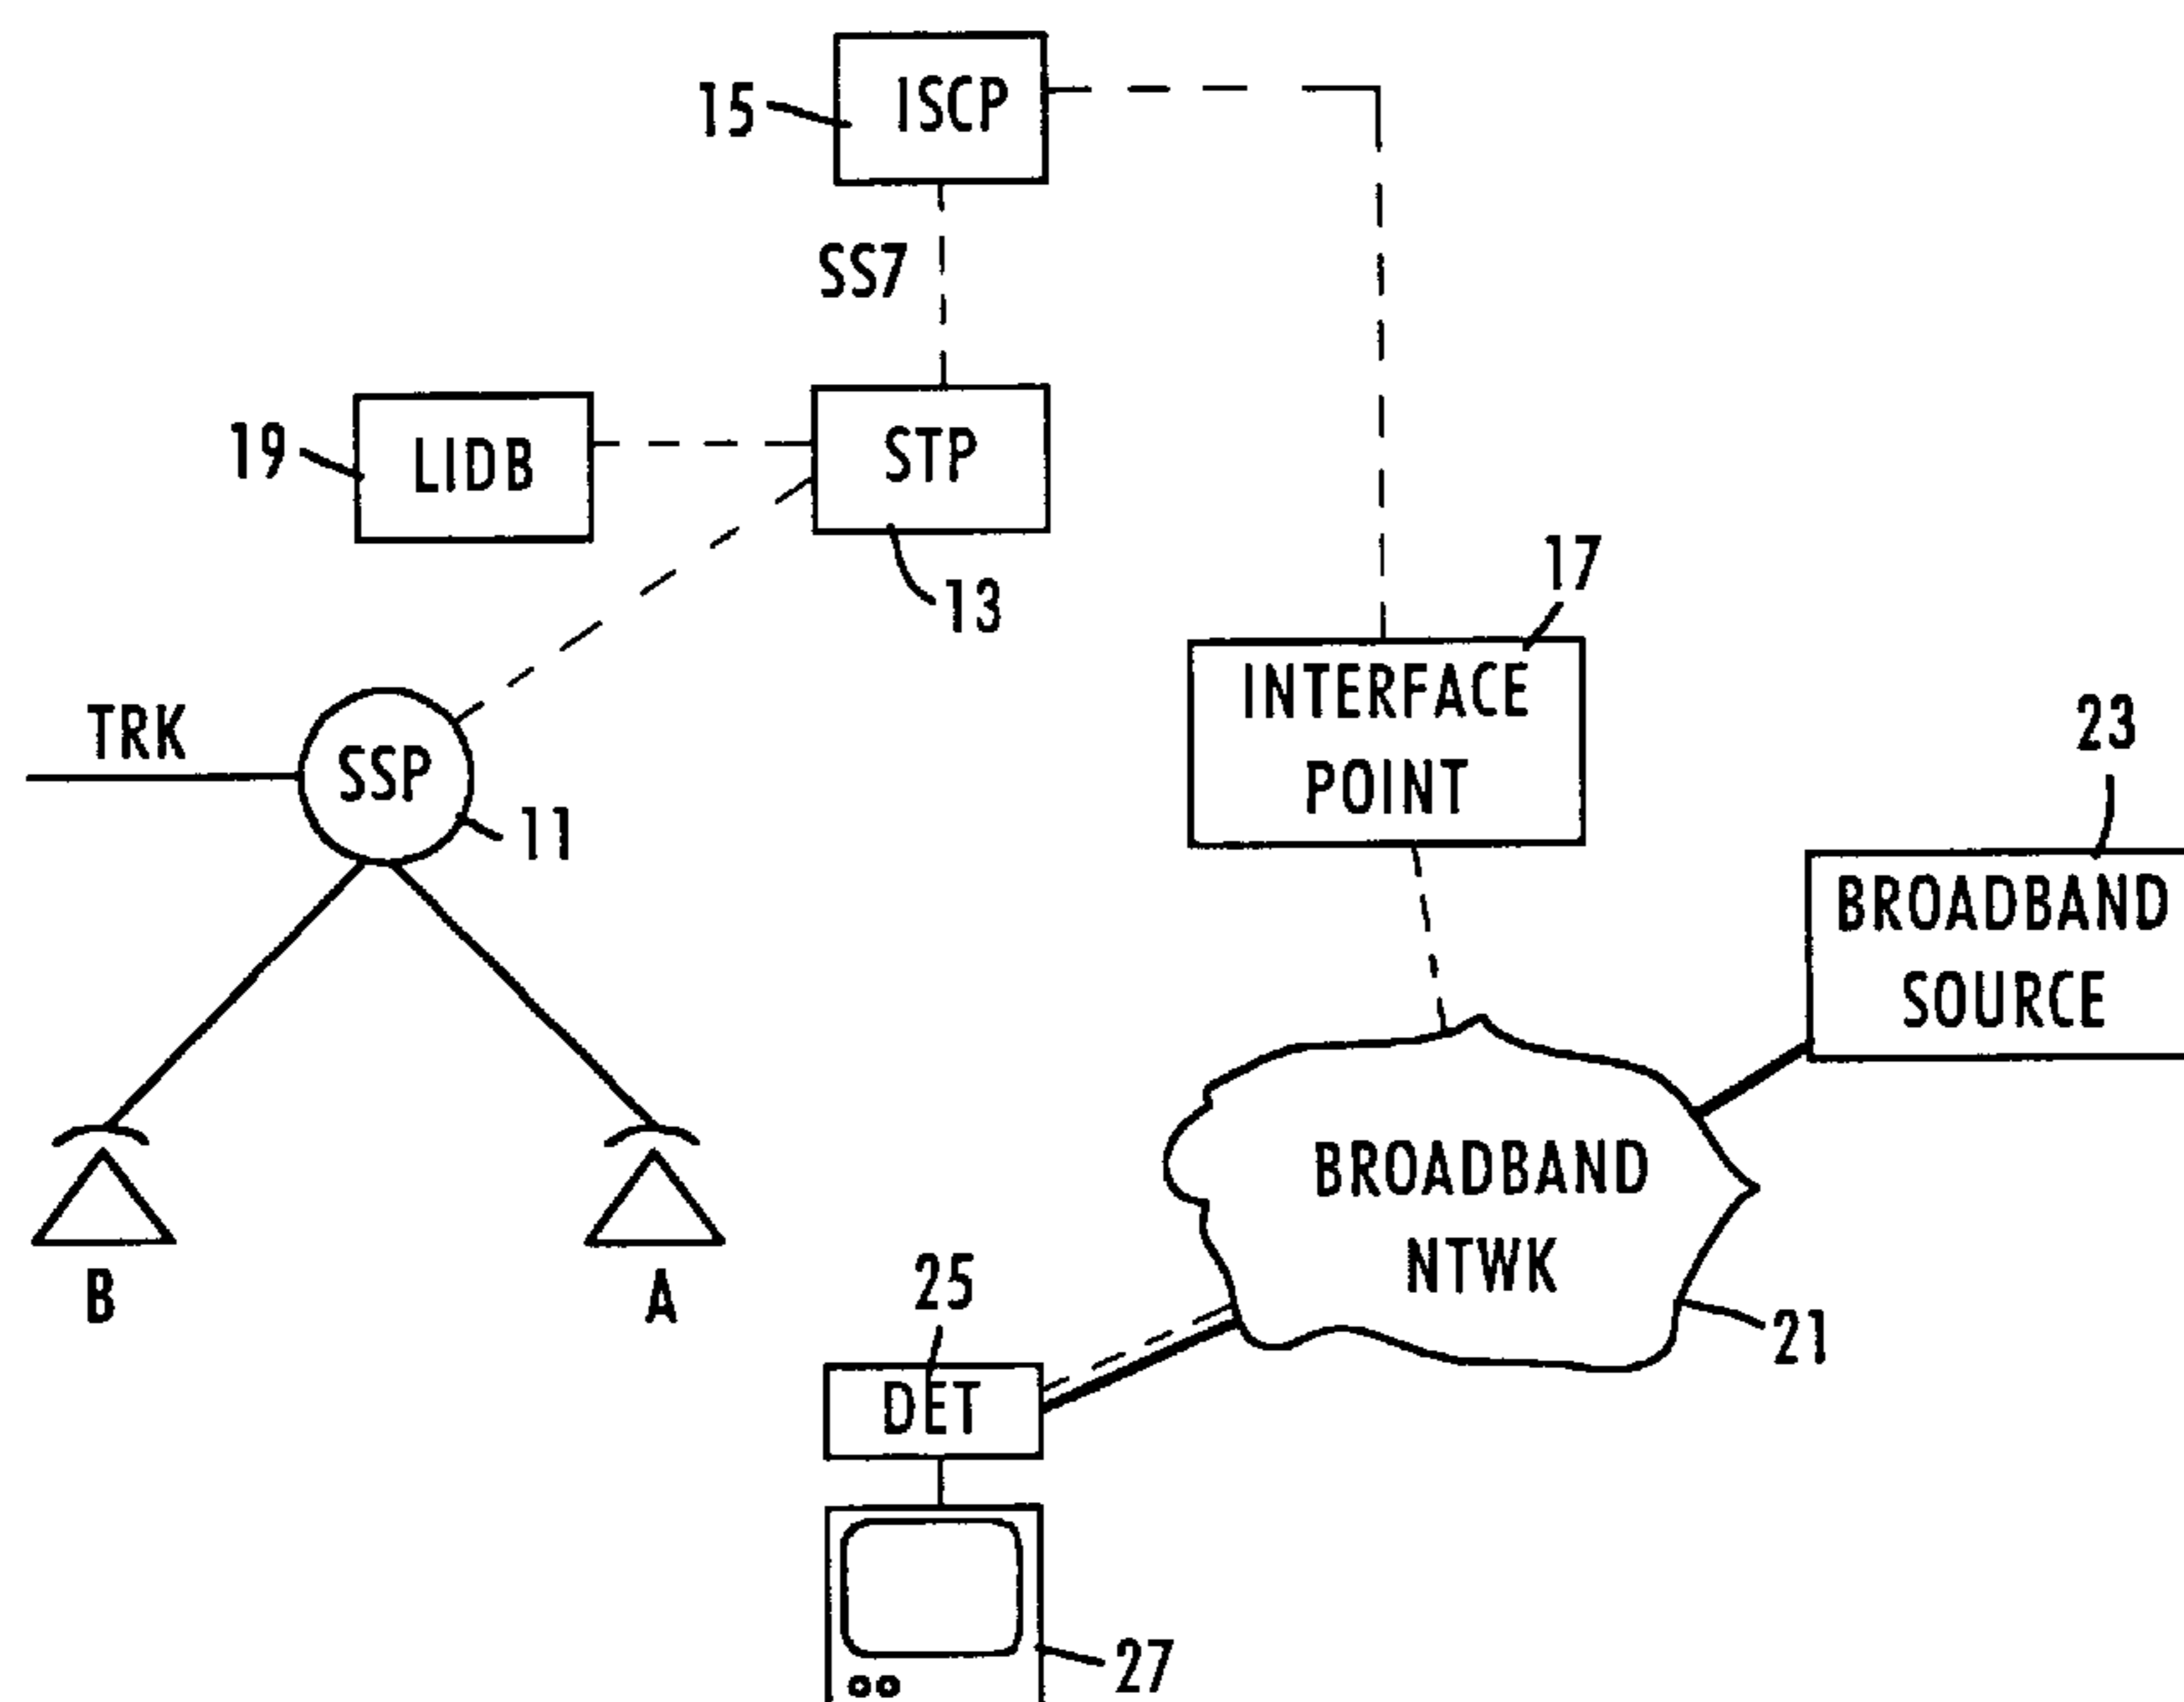 15
ISCP
SS7
19
LIDB
STP
13
17
INTERFACE
POINT
TRK
SSP
11
23
BROADBAND
SOURCE
BROADBAND
NTWK
21
B
A
25
DET
27